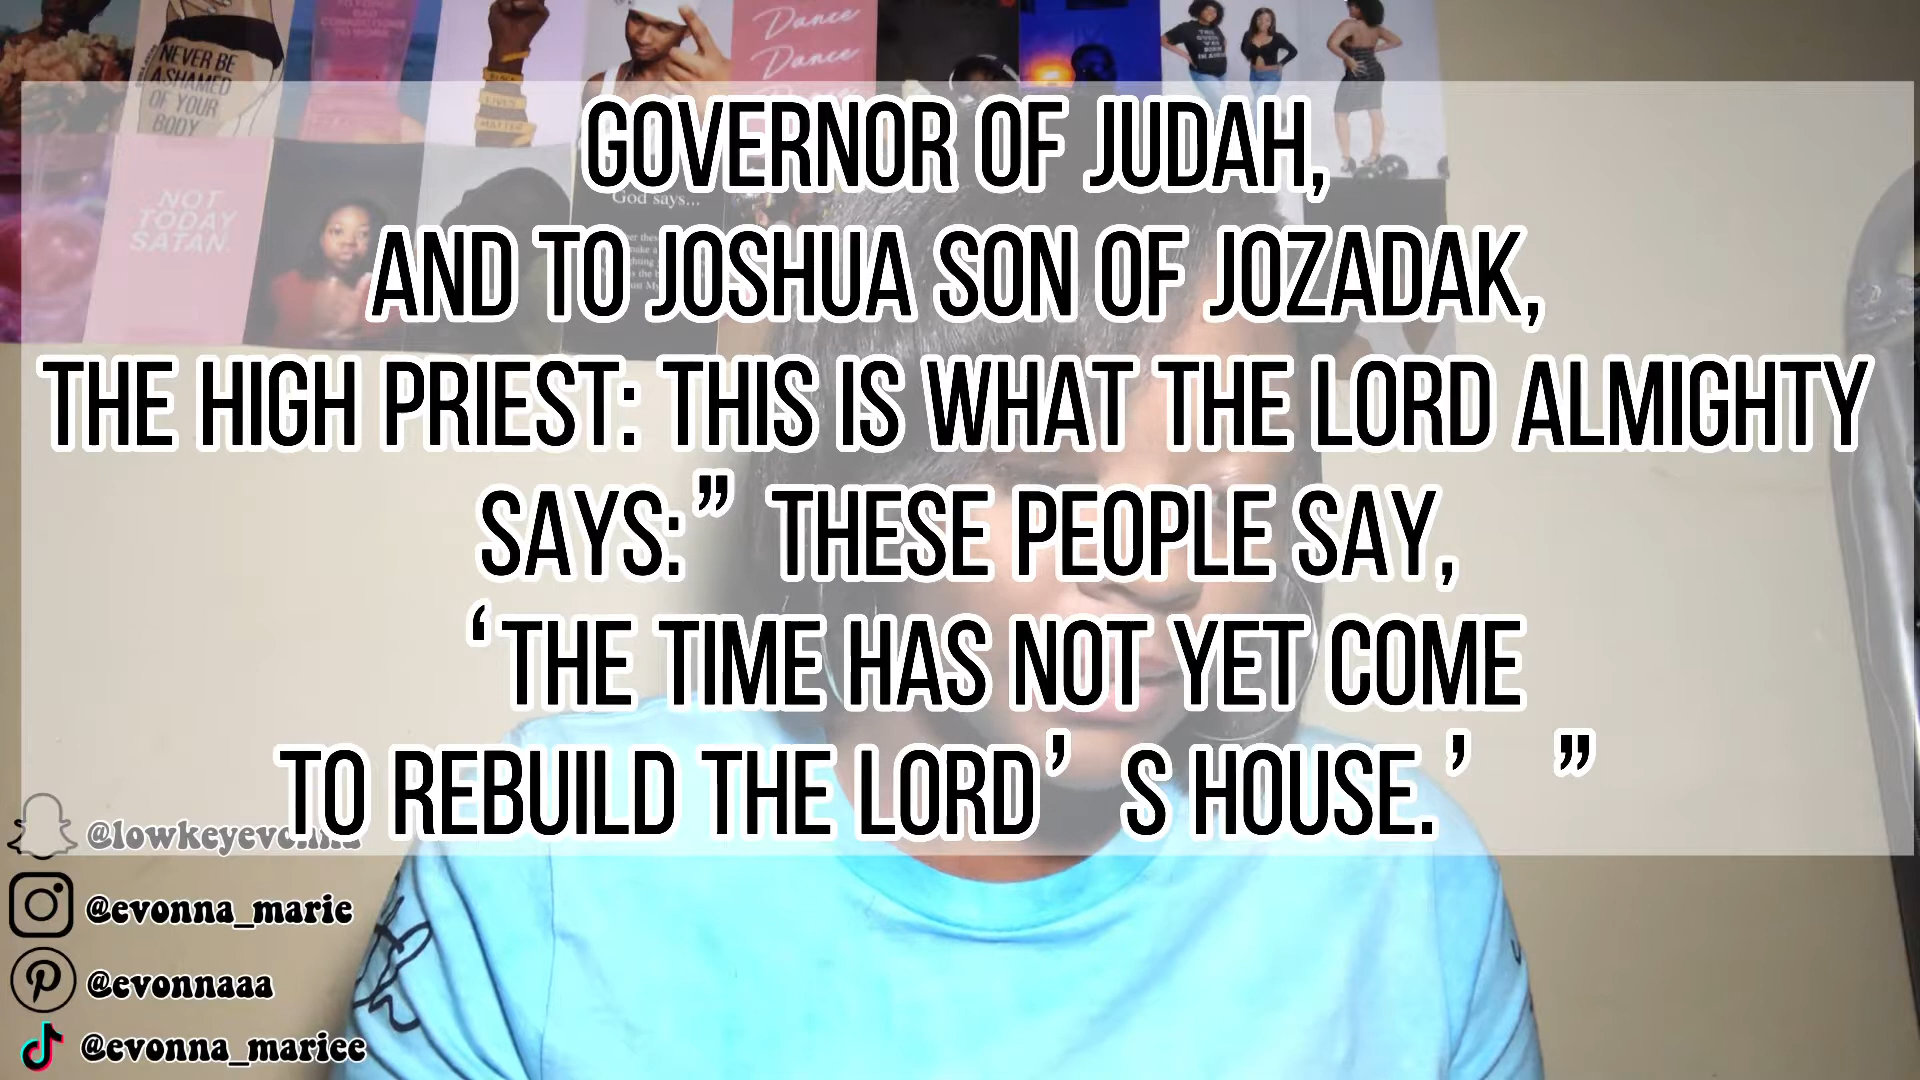 NEVER BE
ASHAMED
OF YOUR
BODY
Dance
Dance
LIVES
MATTER
NOT
TODAY
SATAN.
God says...
GOVERNOR OF JUDAH,
AND TO JOSHUA SON OF JOZADAK,
THE HIGH PRIEST: THIS IS WHAT THE LORD ALMIGHTY
SAYS:” THESE PEOPLE SAY,
‘THE TIME HAS NOT YET COME
TO REBUILD THE LORD’ S HOUSE.’ ”
@evonna_marie
@evonnaaa
@evonna_mariee